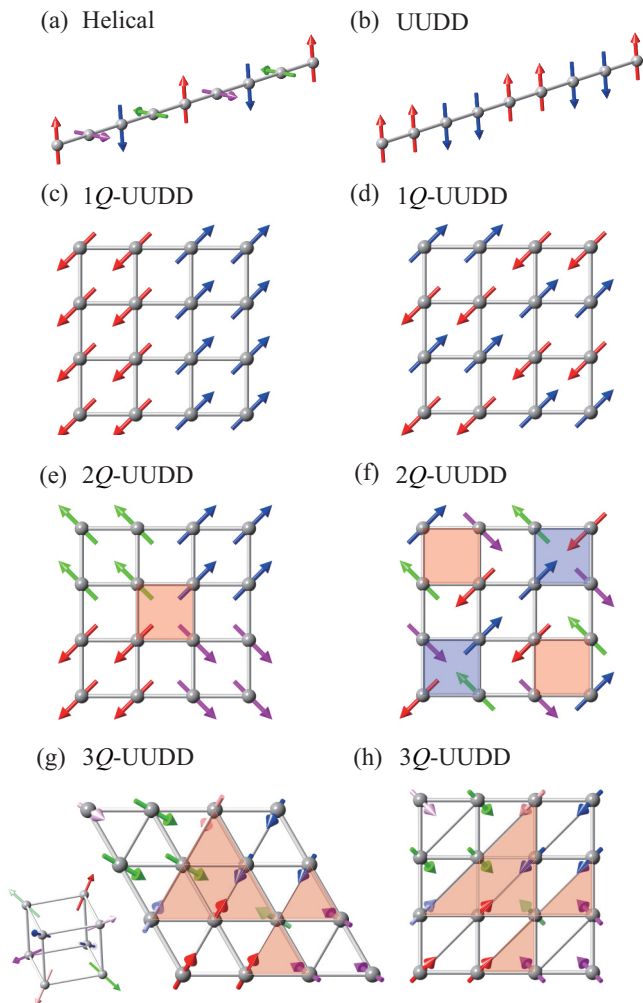 (a) Helical
(b) UUDD
(c) 1Q-UUDD
(d) 1Q-UUDD
(e) 2Q-UUDD
(f) 2Q-UUDD
(g) 3Q-UUDD
(h) 3Q-UUDD